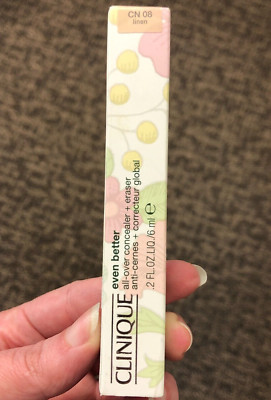 CN 08
linen
CLINIQUE
even better
all-over concealer + eraser
anti-cernes + correcteur global
.2 FL.OZ.LIQ./6 ml ℮